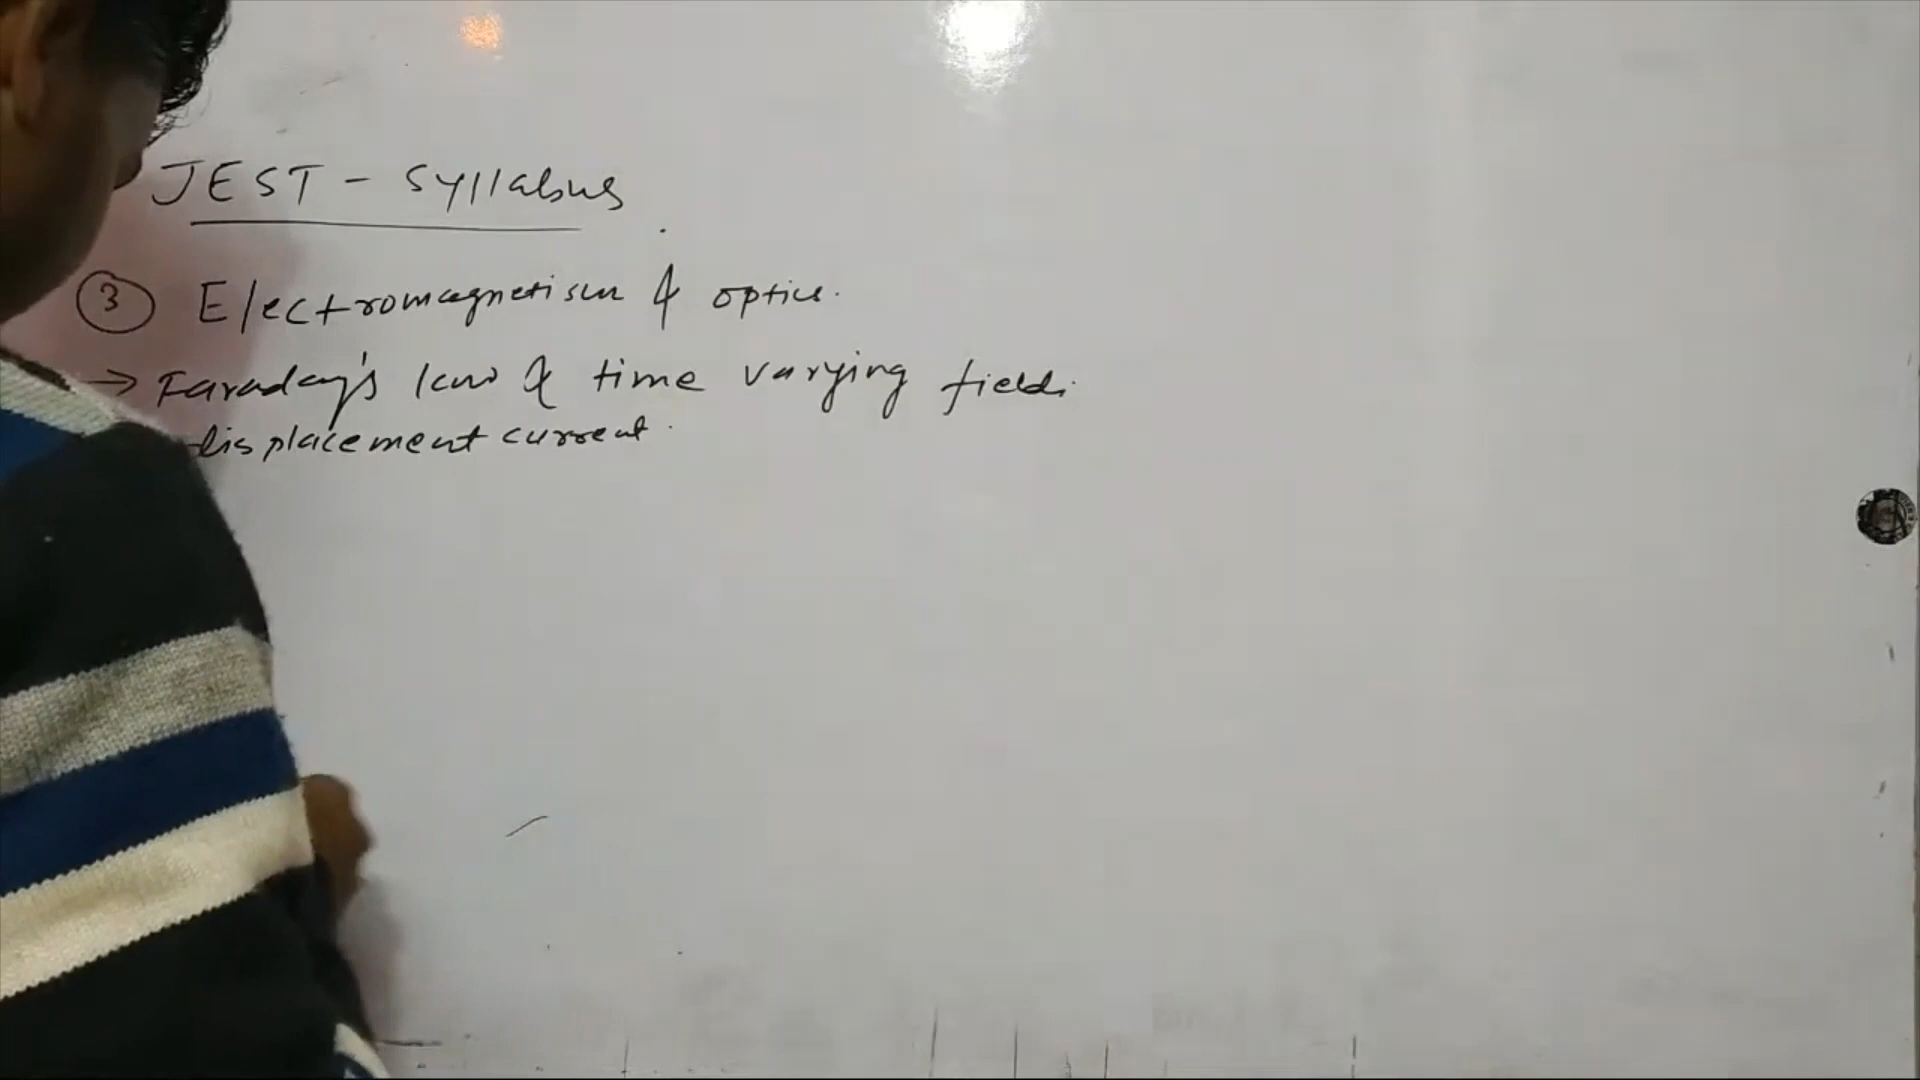 JEST - Syllabus
3 Electromagnetism & optics.
→ Faraday's law & time varying field.
displacement current.